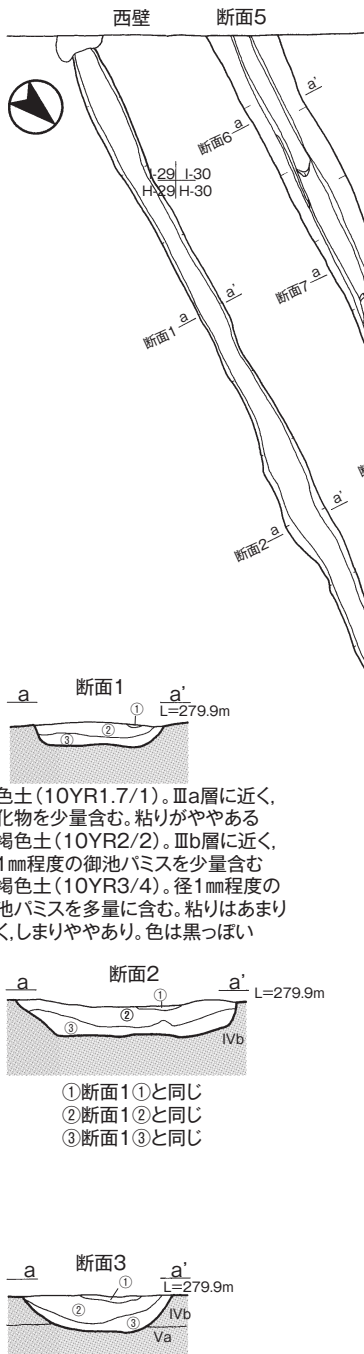 西壁 断面5
a'
断面6 a
I-29 I-30
H-29 H-30
断面7 a
a'
断面1 a
a'
断面2 a
断面1
a a'
L=279.9m
①
②
③
色土(10YR1.7/1)。Ⅲa層に近く、
化物を少量含む。粘りがややある
褐色土(10YR2/2)。Ⅲb層に近く、
1㎜程度の御池パミスを少量含む
褐色土(10YR3/4)。径1㎜程度の
池パミスを多量に含む。粘りはあまり
く、しまりややあり。色は黒っぽい
断面2
a a'
L=279.9m
①
②
③
Ⅳb
①断面1①と同じ
②断面1②と同じ
③断面1③と同じ
断面3
a a'
L=279.9m
①
②
③
Ⅳb
Ⅴa